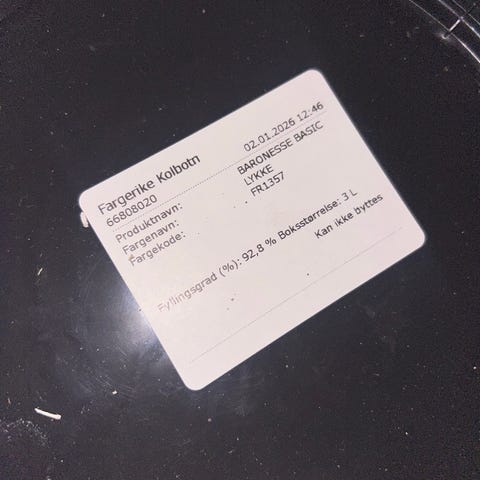 Fargerike Kolbotn
66808020 02.01.2026 12:46
Produktnavn: BARONESSE BASIC
Fargenavn: LYKKE
Fargekode: FR1357
Fyllingsgrad (%): 92,8 % Boksstørrelse: 3 L
Kan ikke byttes